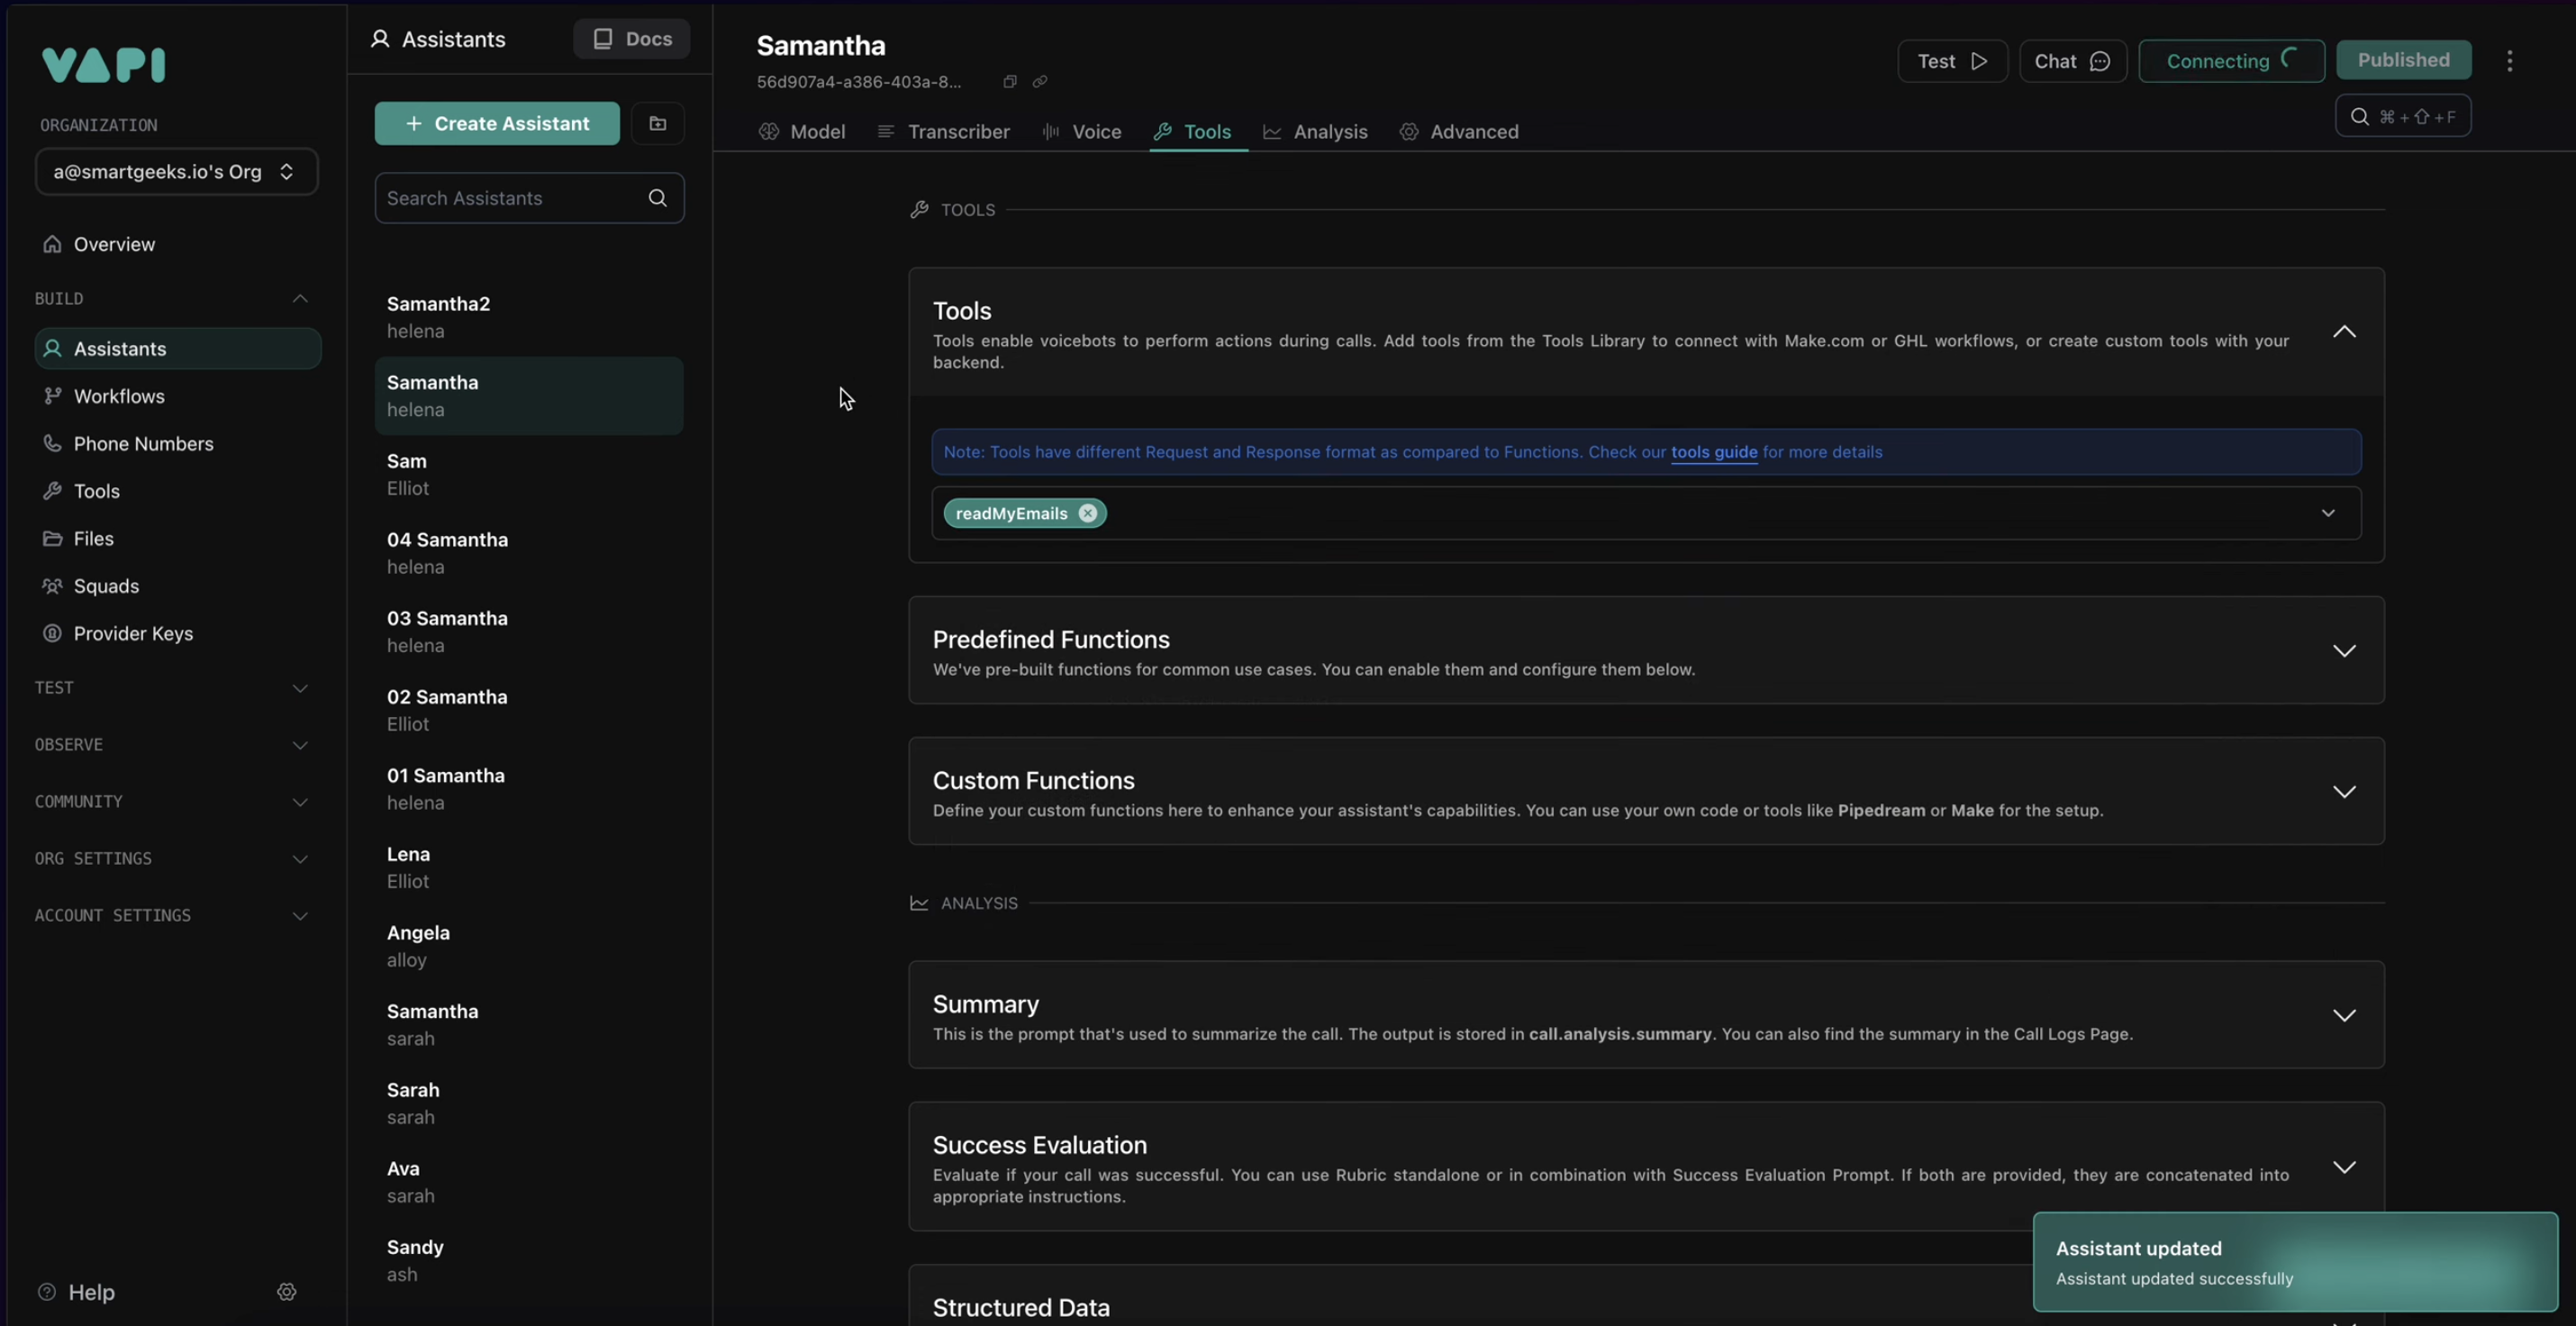 VAPI
ORGANIZATION
a@smartgeeks.io's Org
Overview
BUILD
Assistants
Workflows
Phone Numbers
Tools
Files
Squads
Provider Keys
TEST
OBSERVE
COMMUNITY
ORG SETTINGS
ACCOUNT SETTINGS
Help
Assistants
Docs
+ Create Assistant
Search Assistants
Samantha2
helena
Samantha
helena
Sam
Elliot
04 Samantha
helena
03 Samantha
helena
02 Samantha
Elliot
01 Samantha
helena
Lena
Elliot
Angela
alloy
Samantha
sarah
Sarah
sarah
Ava
sarah
Sandy
ash
Samantha
56d907a4-a386-403a-8...
Test
Chat
Connecting
Published
⌘+⇧+F
Model
Transcriber
Voice
Tools
Analysis
Advanced
TOOLS
Tools
Tools enable voicebots to perform actions during calls. Add tools from the Tools Library to connect with Make.com or GHL workflows, or create custom tools with your
backend.
Note: Tools have different Request and Response format as compared to Functions. Check our tools guide for more details
readMyEmails
Predefined Functions
We've pre-built functions for common use cases. You can enable them and configure them below.
Custom Functions
Define your custom functions here to enhance your assistant's capabilities. You can use your own code or tools like Pipedream or Make for the setup.
ANALYSIS
Summary
This is the prompt that's used to summarize the call. The output is stored in call.analysis.summary. You can also find the summary in the Call Logs Page.
Success Evaluation
Evaluate if your call was successful. You can use Rubric standalone or in combination with Success Evaluation Prompt. If both are provided, they are concatenated into
appropriate instructions.
Structured Data
Assistant updated
Assistant updated successfully